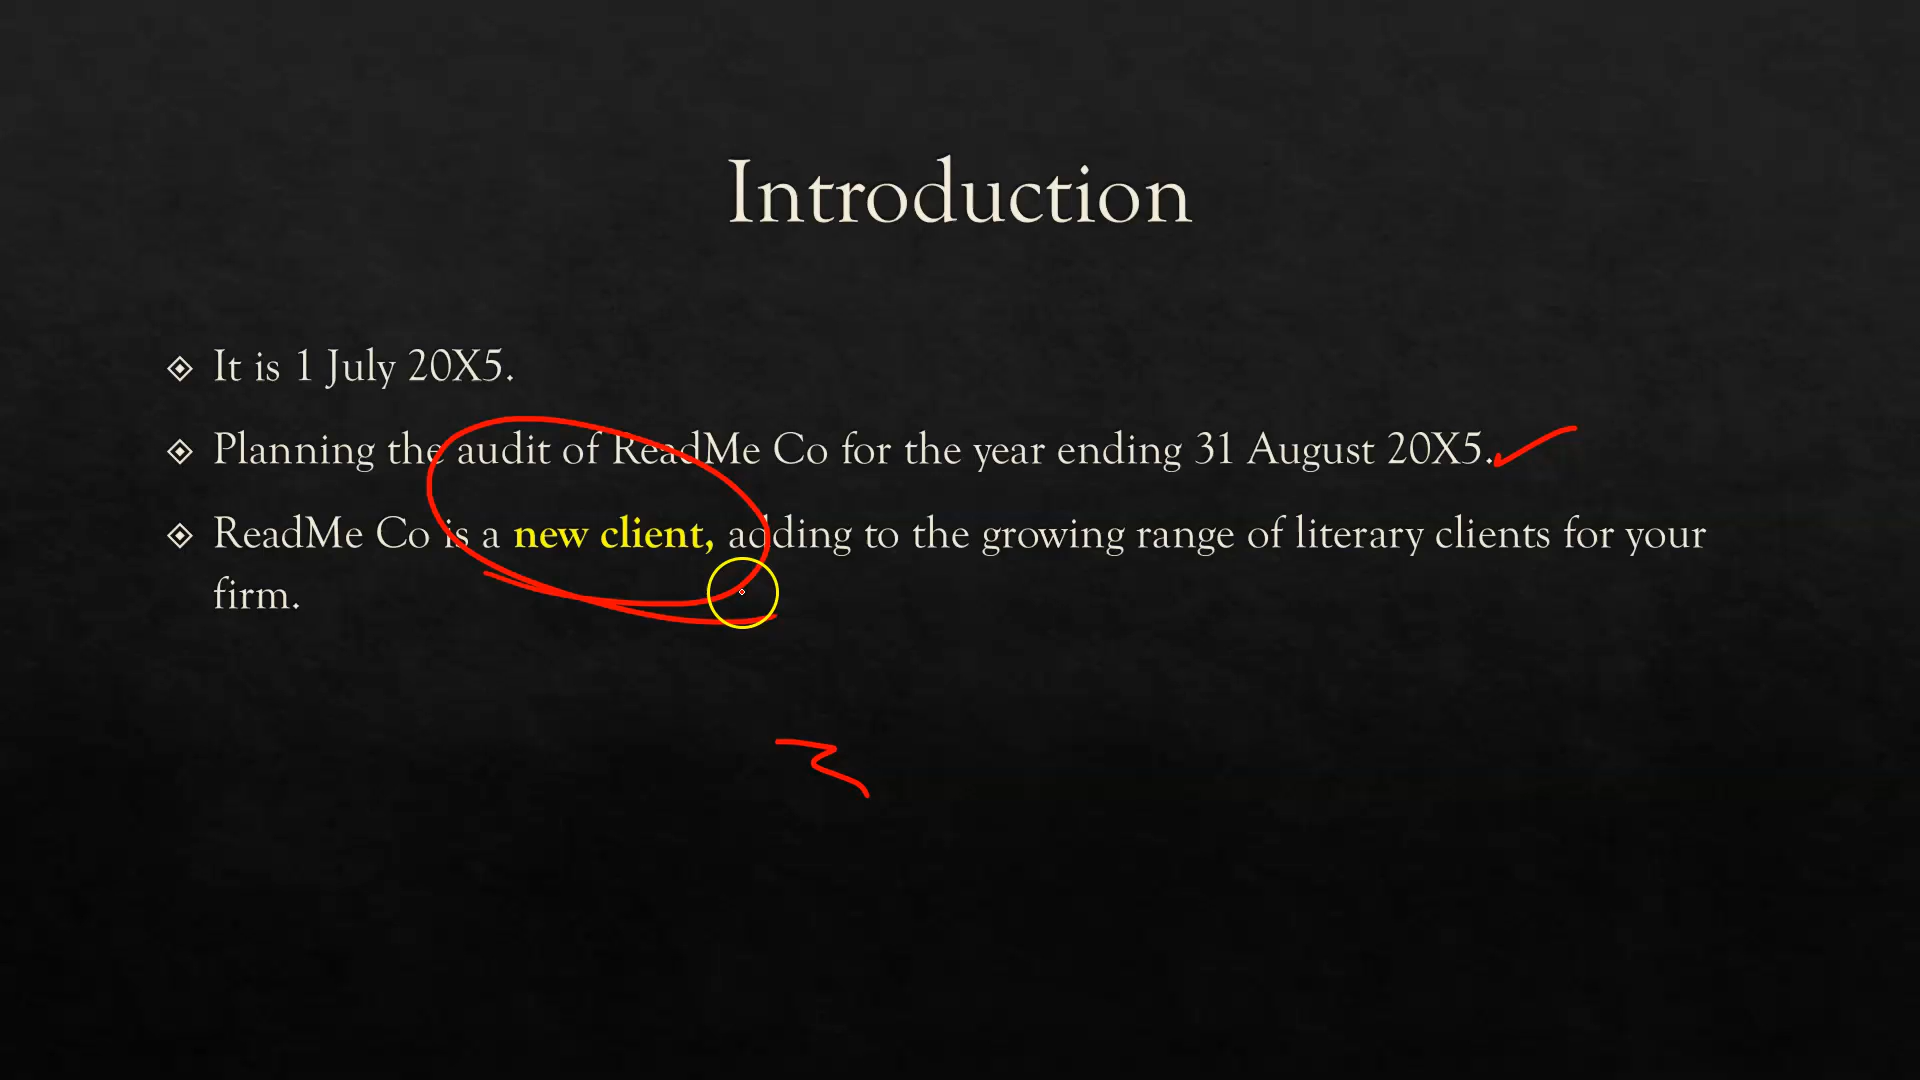 Introduction
It is 1 July 20X5.
Planning the audit of ReadMe Co for the year ending 31 August 20X5.
ReadMe Co is a new client, adding to the growing range of literary clients for your
firm.